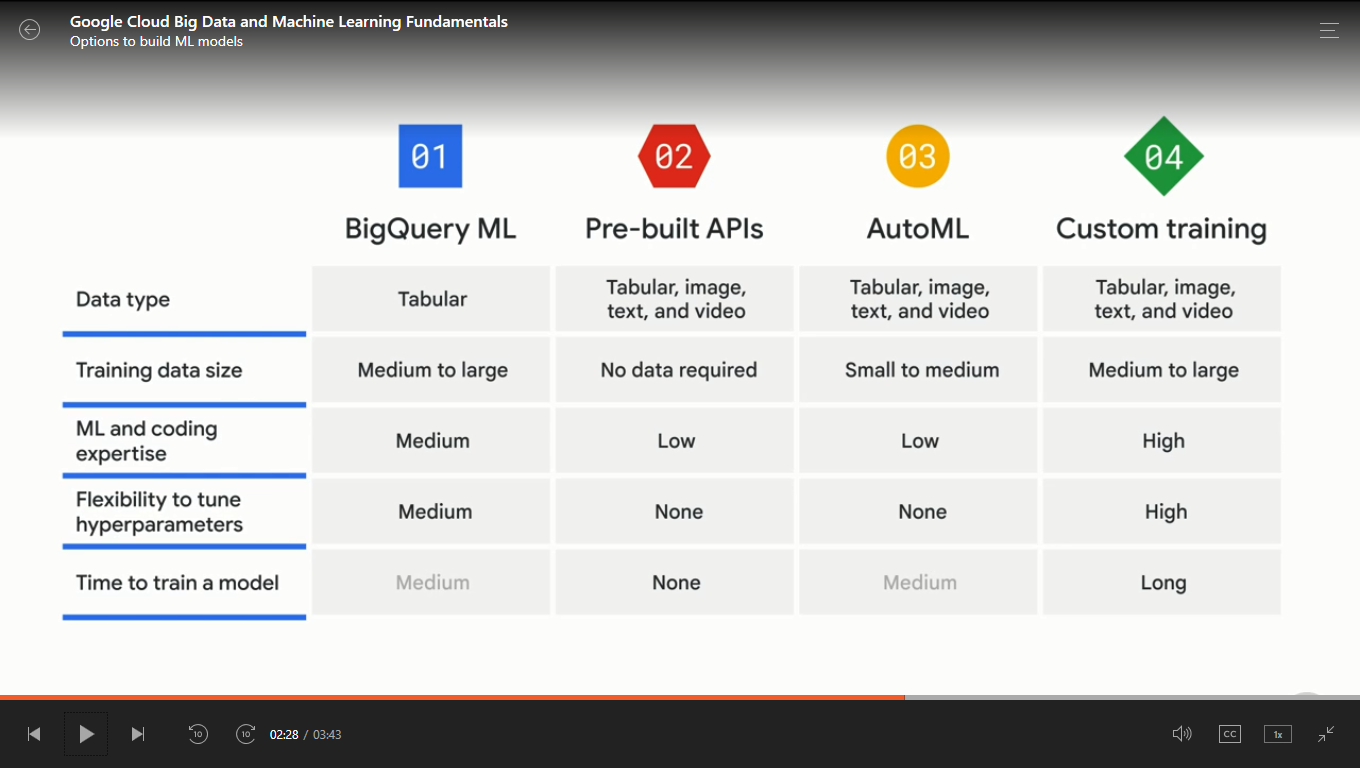 Google Cloud Big Data and Machine Learning Fundamentals
Options to build ML models
01
02
03
04
BigQuery ML
Pre-built APIs
AutoML
Custom training
Data type
Tabular
Tabular, image,
text, and video
Tabular, image,
text, and video
Tabular, image,
text, and video
Training data size
Medium to large
No data required
Small to medium
Medium to large
ML and coding
expertise
Medium
Low
Low
High
Flexibility to tune
hyperparameters
Medium
None
None
High
Time to train a model
Medium
None
Medium
Long
10
10
02:28 / 03:43
CC
1x